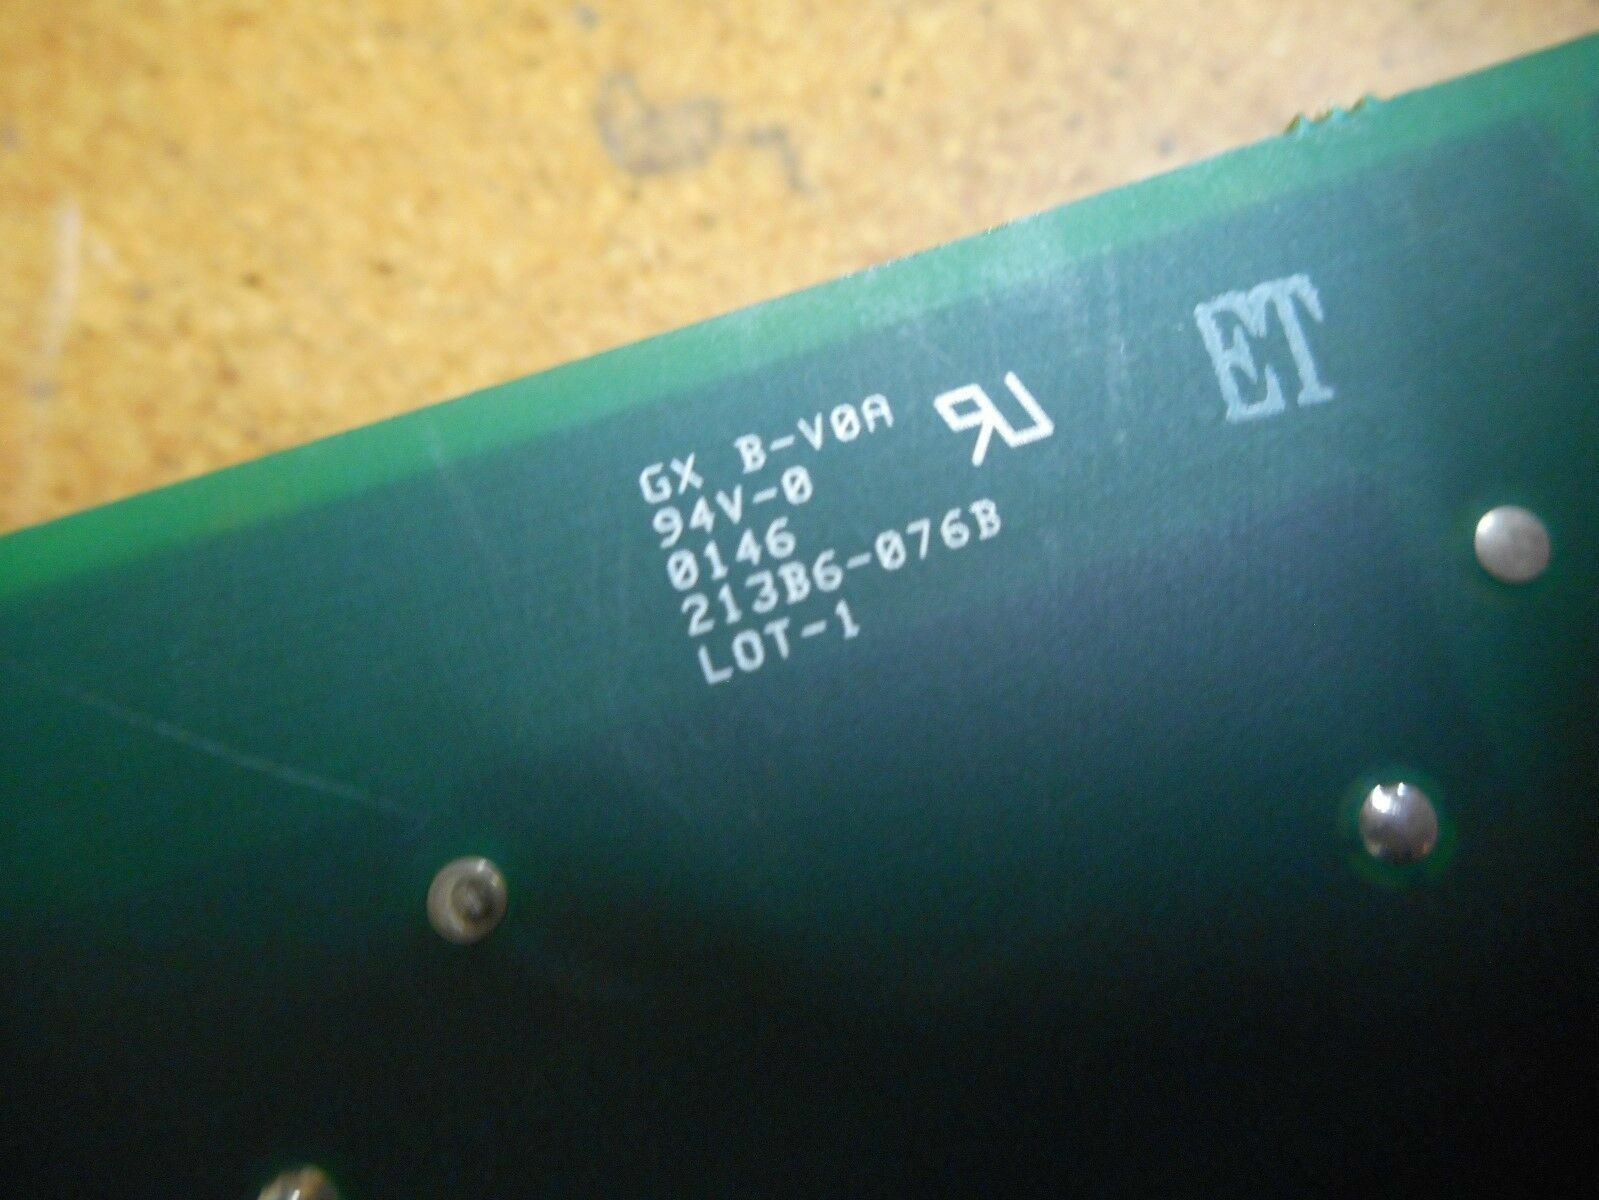 GX B-V0A
94V-0
0146
213B6-076B
LOT-1
ET